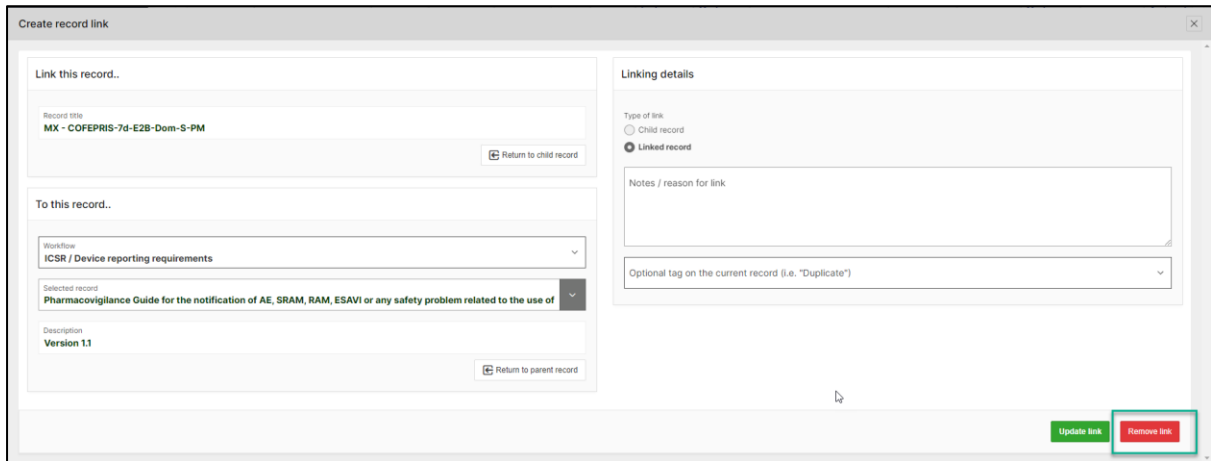 Create record link
Link this record..
Record title
MX - COFEPRIS-7d-E2B-Dom-S-PM
Return to child record
To this record..
Workflow
ICSR / Device reporting requirements
Selected record
Pharmacovigilance Guide for the notification of AE, SRAM, RAM, ESAVI or any safety problem related to the use of
Description
Version 1.1
Return to parent record
Linking details
Type of link
Child record
Linked record
Notes / reason for link
Optional tag on the current record (i.e. "Duplicate")
Update link
Remove link